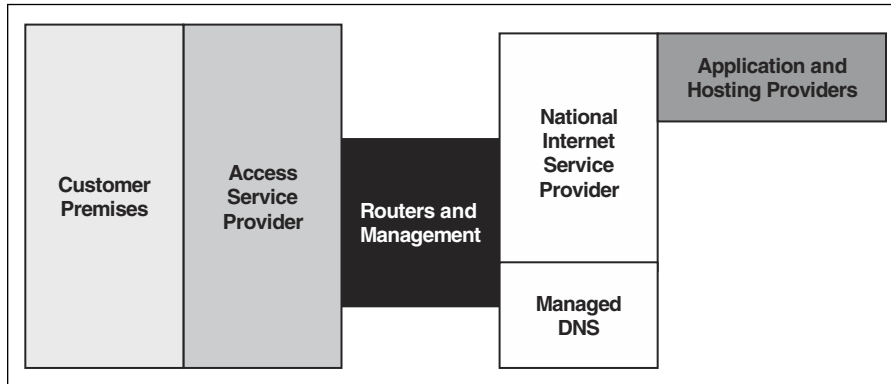 Customer
Premises
Access
Service
Provider
Routers and
Management
National
Internet
Service
Provider
Managed
DNS
Application and
Hosting Providers